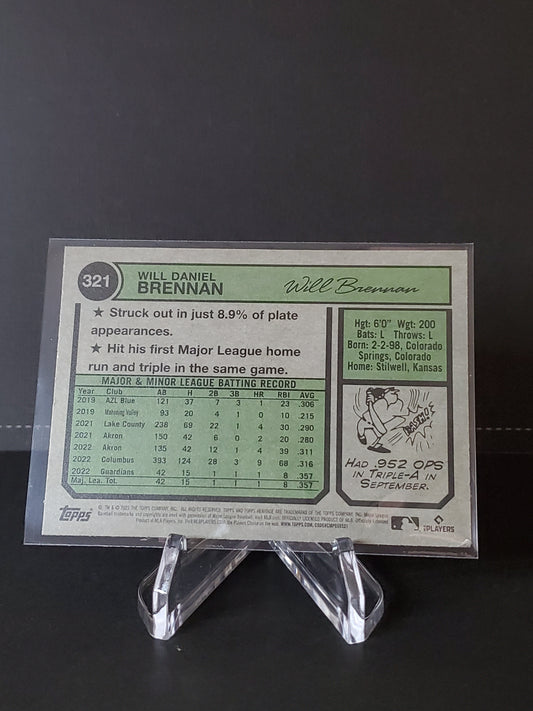 321
WILL DANIEL
BRENNAN
Will Brennan
★ Struck out in just 8.9% of plate
appearances.
★ Hit his first Major League home
run and triple in the same game.
Hgt: 6'0" Wgt: 200
Bats: L Throws: L
Born: 2-2-98, Colorado
Springs, Colorado
Home: Stilwell, Kansas
MAJOR & MINOR LEAGUE BATTING RECORD
Year Club AB H 2B 3B HR RBI AVG
2019 AZL Blue 121 37 7 3 1 23 .306
2019 Mahoning Valley 93 20 4 1 0 10 .215
2021 Lake County 238 69 22 1 4 30 .290
2021 Akron 150 42 6 0 2 20 .280
2022 Akron 135 42 12 1 4 39 .311
2022 Columbus 393 124 28 3 9 68 .316
2022 Guardians 42 15 1 1 1 8 .357
Maj. Lea. Tot. 42 15 1 1 1 8 .357
HAD .952 OPS
IN TRIPLE-A IN
SEPTEMBER.
Topps
PLAYERS